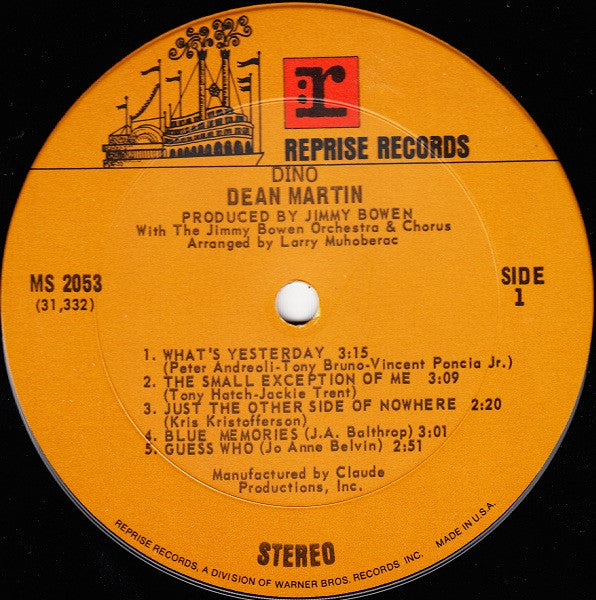 r:
REPRISE RECORDS
DINO
DEAN MARTIN
PRODUCED BY JIMMY BOWEN
With The Jimmy Bowen Orchestra & Chorus
Arranged by Larry Muhoberac
MS 2053
(31,332)
SIDE
1
1. WHAT'S YESTERDAY 3:15
(Peter Andreoli-Tony Bruno-Vincent Poncia Jr.)
2. THE SMALL EXCEPTION OF ME 3:09
(Tony Hatch-Jackie Trent)
3. JUST THE OTHER SIDE OF NOWHERE 2:20
(Kris Kristofferson)
4. BLUE MEMORIES (J.A. Balthrop) 3:01
5. GUESS WHO (Jo Anne Belvin) 2:51
Manufactured by Claude
Productions, Inc.
STEREO
REPRISE RECORDS, A DIVISION OF WARNER BROS. RECORDS INC. MADE IN U.S.A.